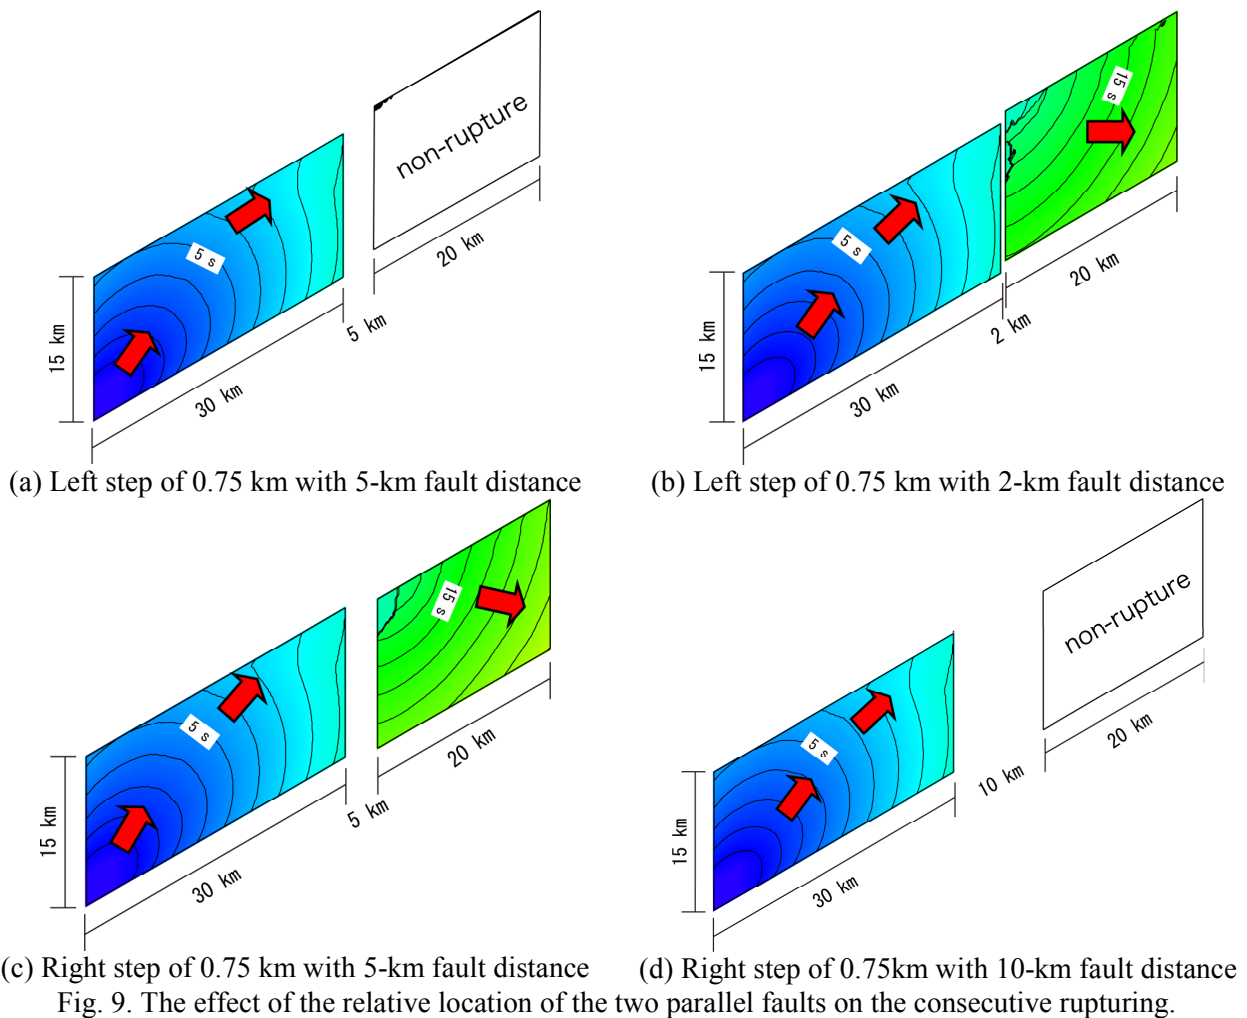 non-rupture
5 s
15 km
30 km
5 km
20 km
(a) Left step of 0.75 km with 5-km fault distance
15 s
5 s
15 km
30 km
2 km
20 km
(b) Left step of 0.75 km with 2-km fault distance
15 s
5 s
15 km
30 km
5 km
20 km
(c) Right step of 0.75 km with 5-km fault distance
non-rupture
5 s
15 km
30 km
10 km
20 km
(d) Right step of 0.75km with 10-km fault distance
Fig. 9. The effect of the relative location of the two parallel faults on the consecutive rupturing.